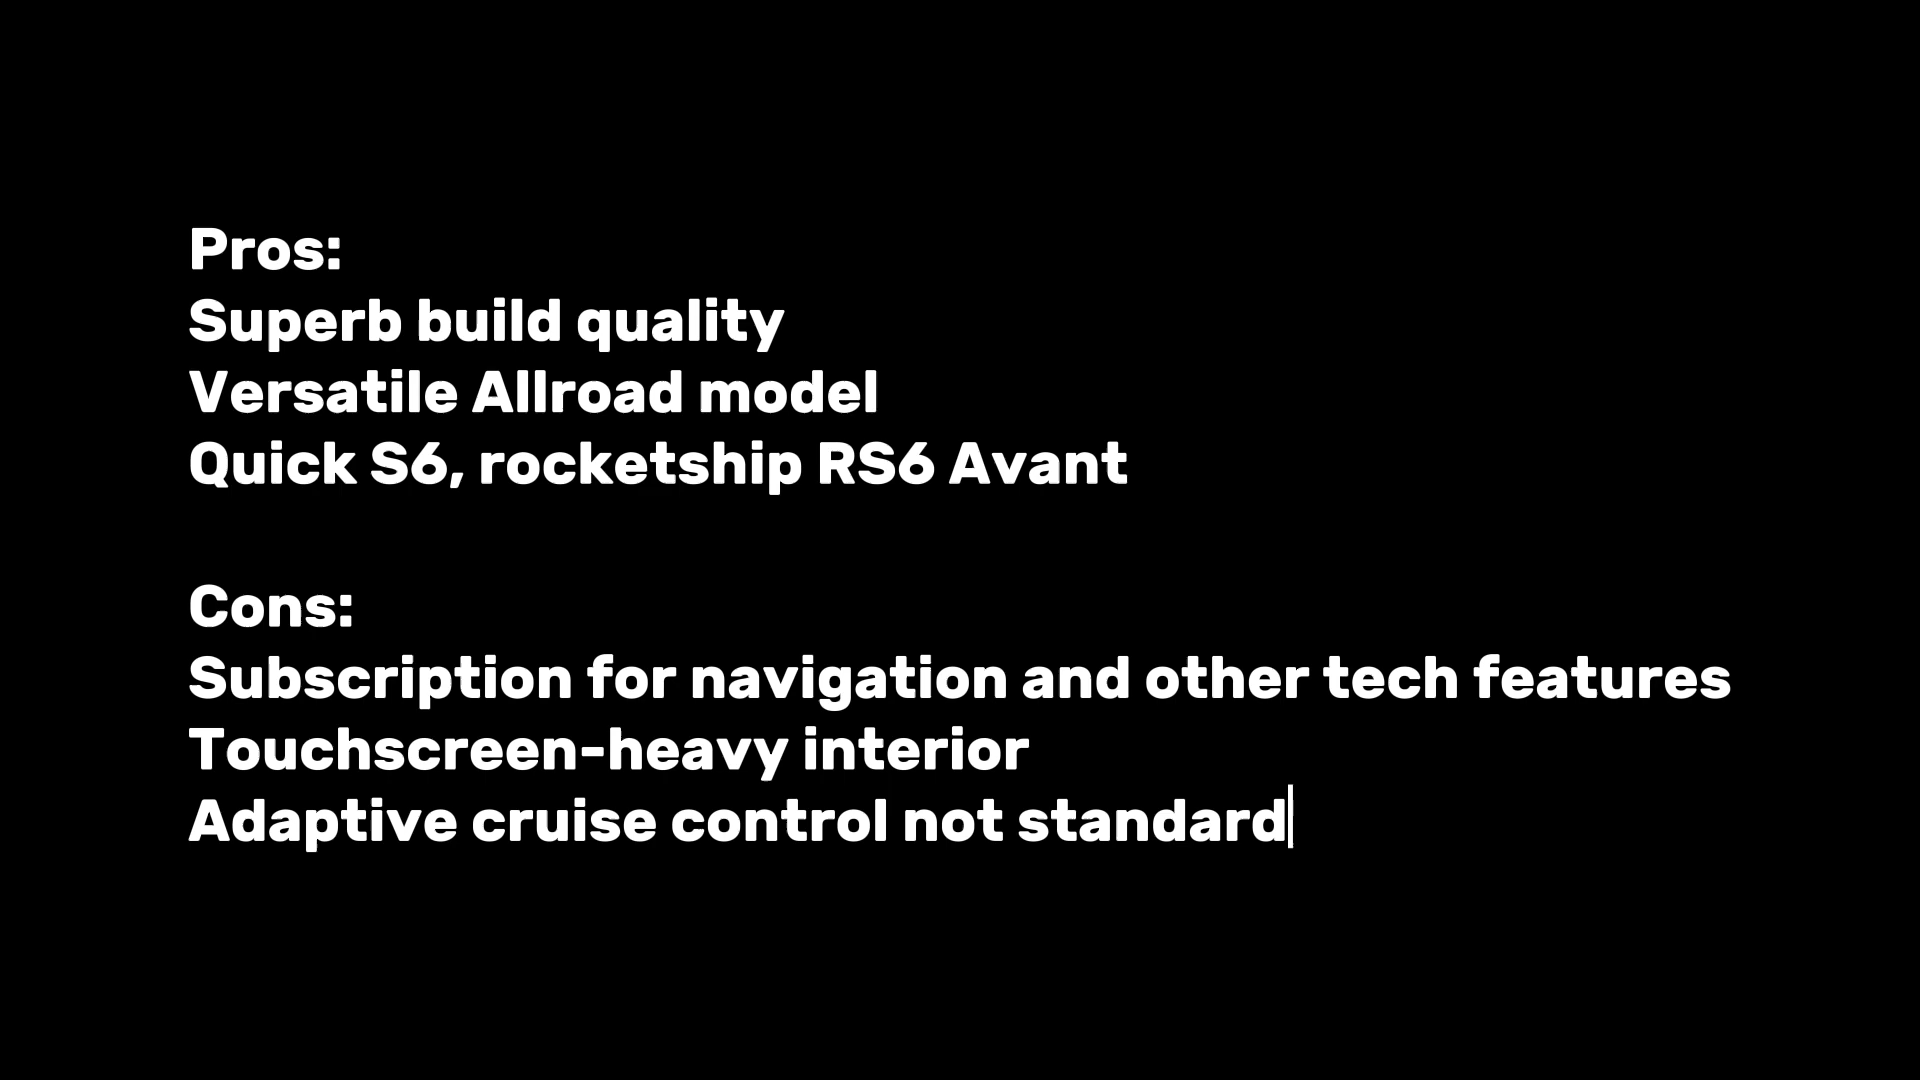 Pros:
Superb build quality
Versatile Allroad model
Quick S6, rocketship RS6 Avant
Cons:
Subscription for navigation and other tech features
Touchscreen-heavy interior
Adaptive cruise control not standard